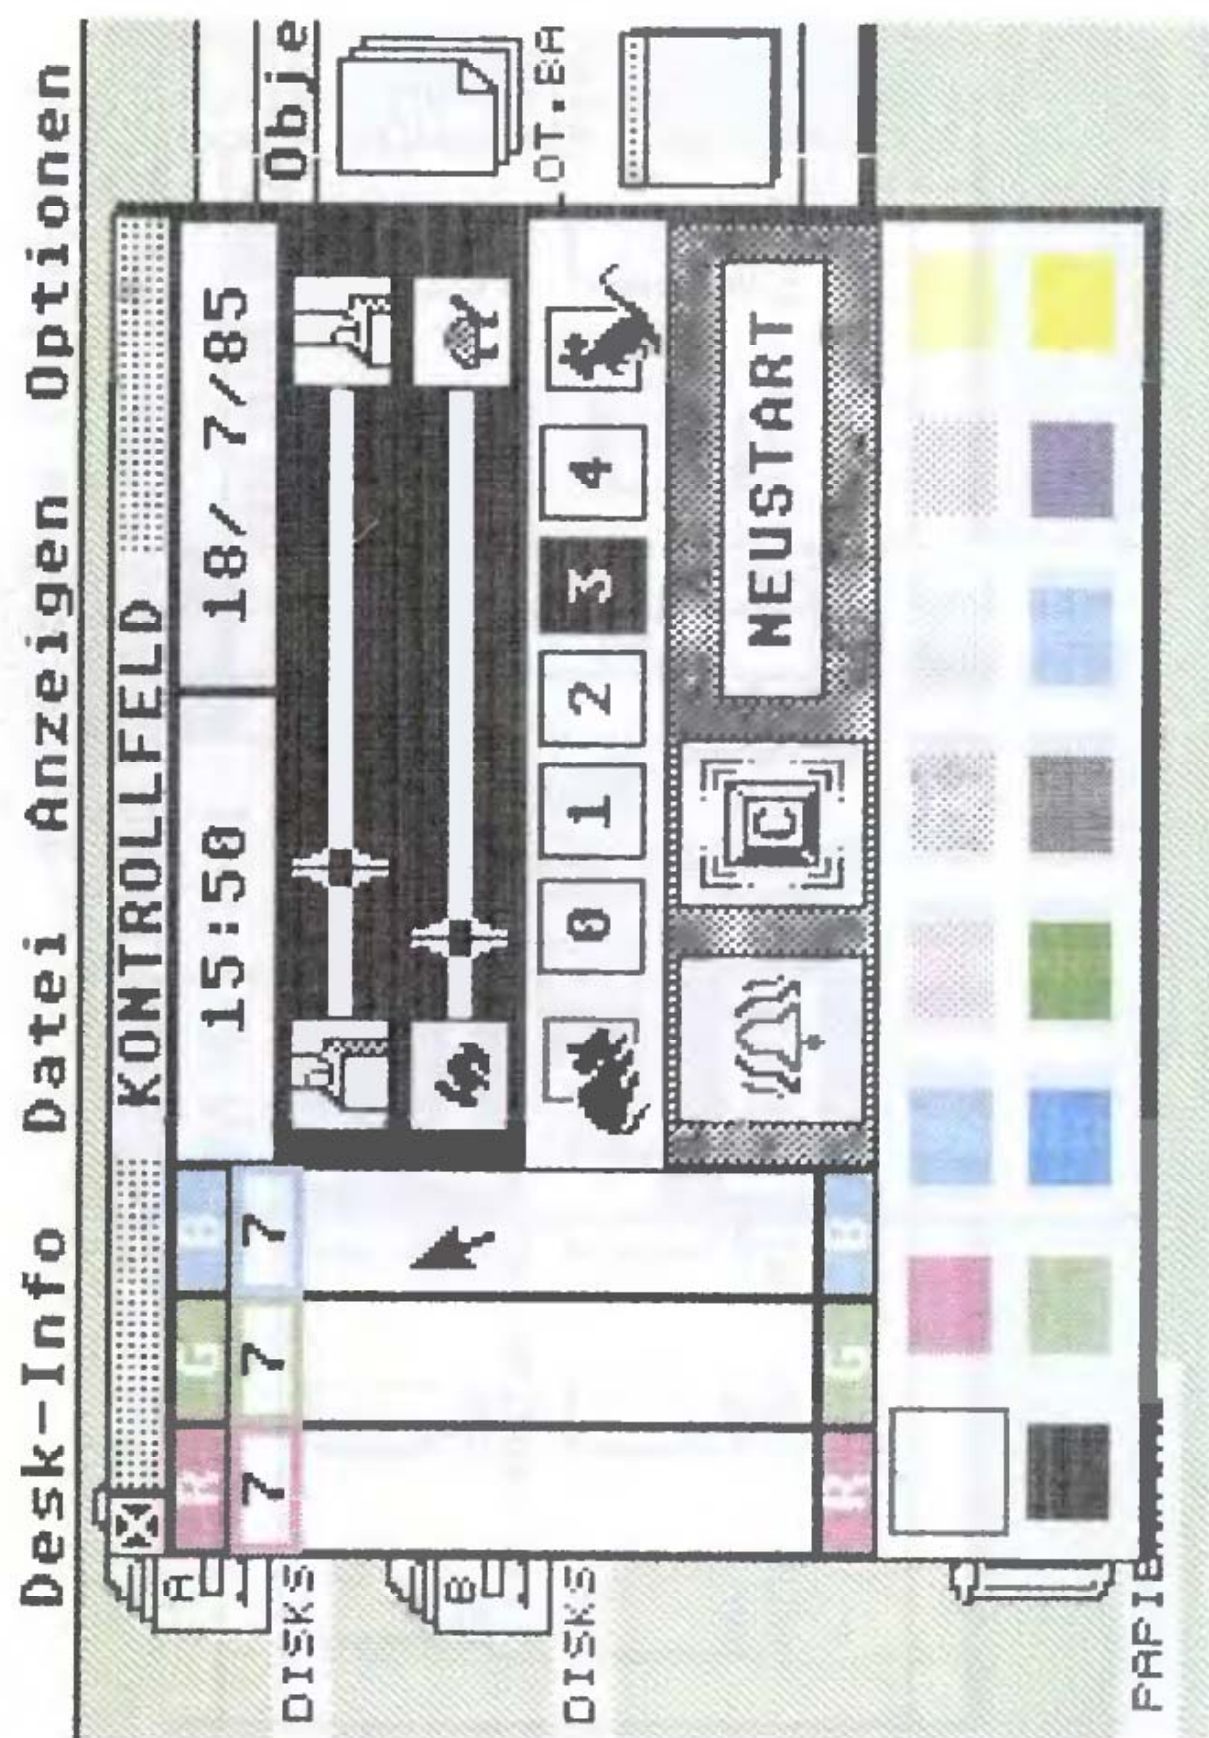 Desk-Info Datei Anzeigen Optionen
KONTROLLFELD
R G B
15:50
18/ 7/85
7 7 7
Obje
A
DISKS
0 1 2 3 4
OT.BA
B
DISKS
C
NEUSTART
R G B